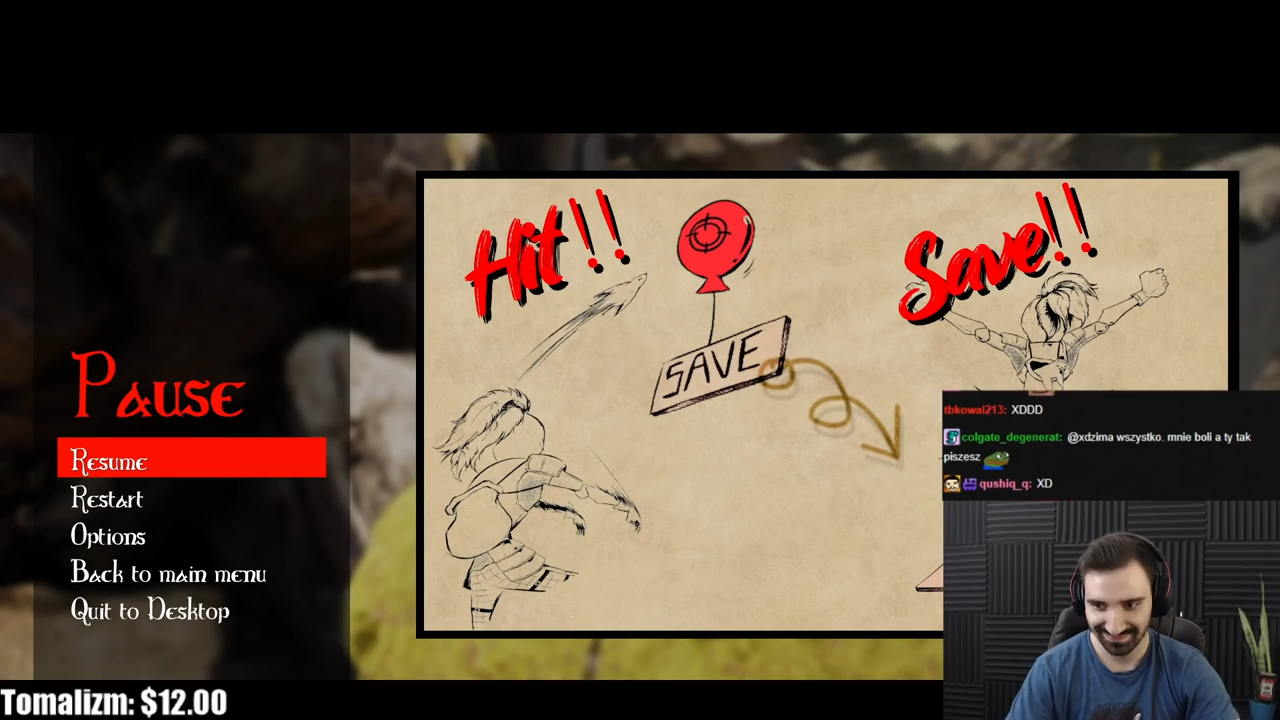 Hit!!
Save!!
SAVE
Pause
Resume
Restart
Options
Back to main menu
Quit to Desktop
tbkowal213: XDDD
colgate_degenerat: @xdzima wszystko. mnie boli a ty tak
piszesz
qushiq_q: XD
Tomalizm: $12.00